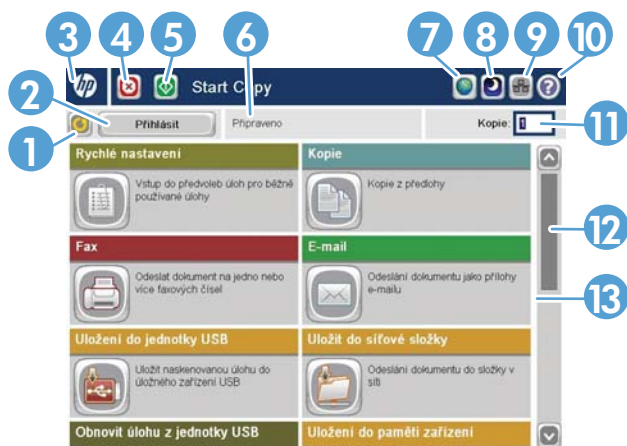 3
4
5
6
7
8
9
10
hp
Start Copy
2
Přihlásit
Připraveno
Kopie: 1
11
1
Rychlé nastavení
Vstup do předvoleb úloh pro běžně
používané úlohy
Kopie
Kopie z předlohy
12
Fax
Odeslat dokument na jedno nebo
více faxových čísel
E-mail
Odeslání dokumentu jako přílohy
e-mailu
13
Uložení do jednotky USB
Uložit naskenovanou úlohu do
úložného zařízení USB
Uložit do síťové složky
Odeslání dokumentu do složky v
síti
Obnovit úlohu z jednotky USB
Uložení do paměti zařízení